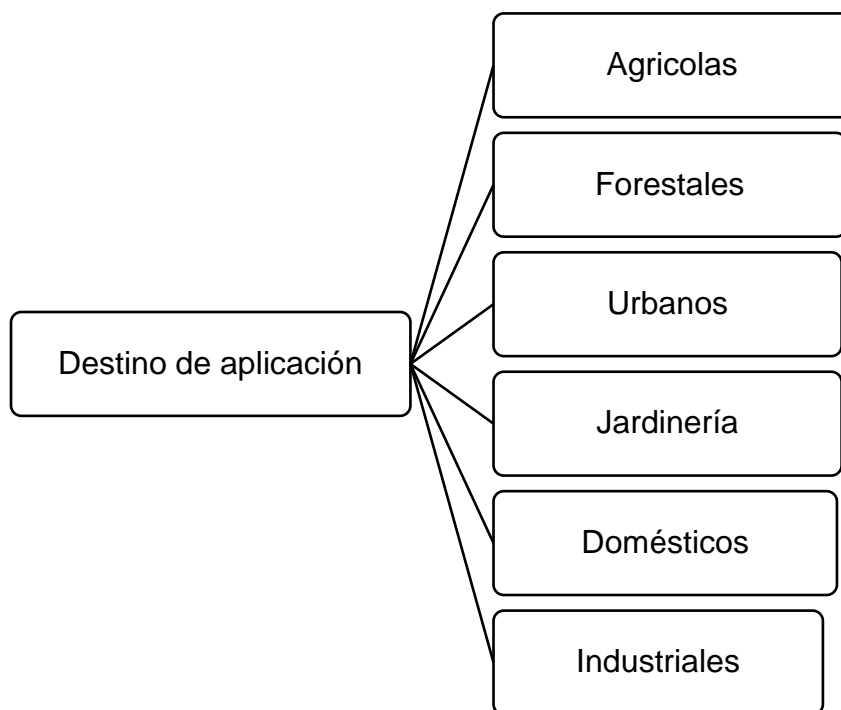 Agricolas
Forestales
Urbanos
Destino de aplicación
Jardinería
Domésticos
Industriales